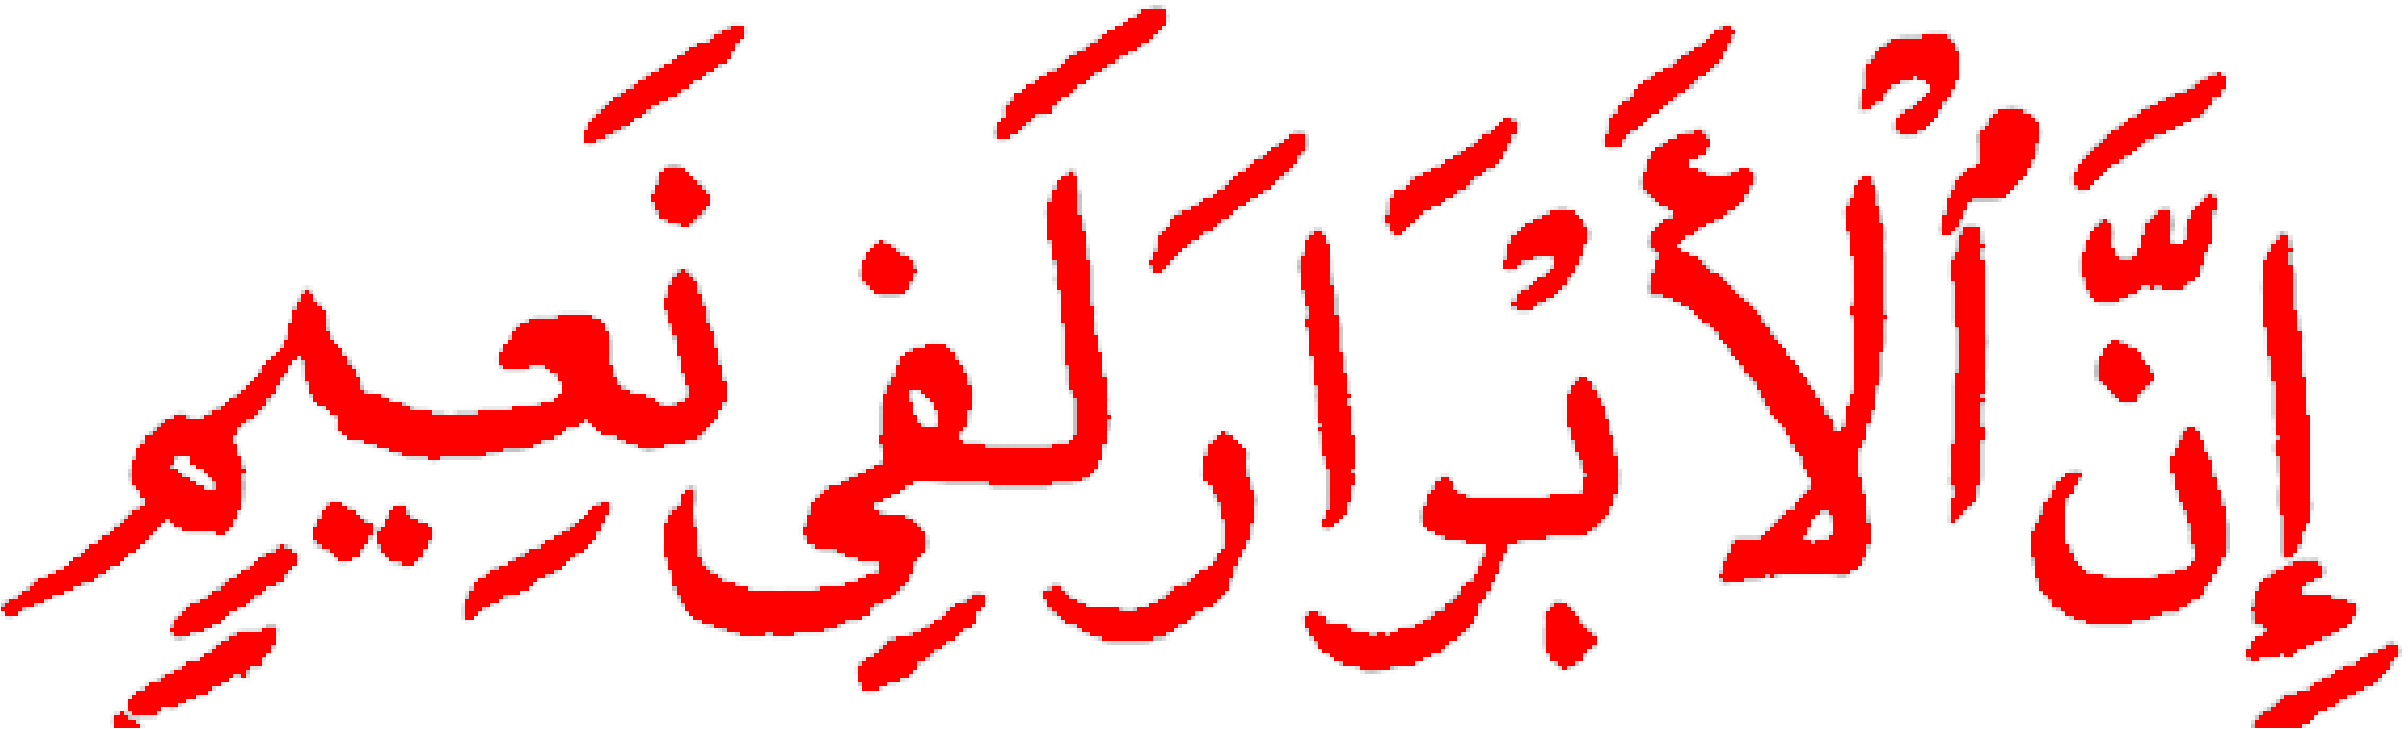 إِنَّ ٱلْأَبْرَارَ لَفِى نَعِيمٍ